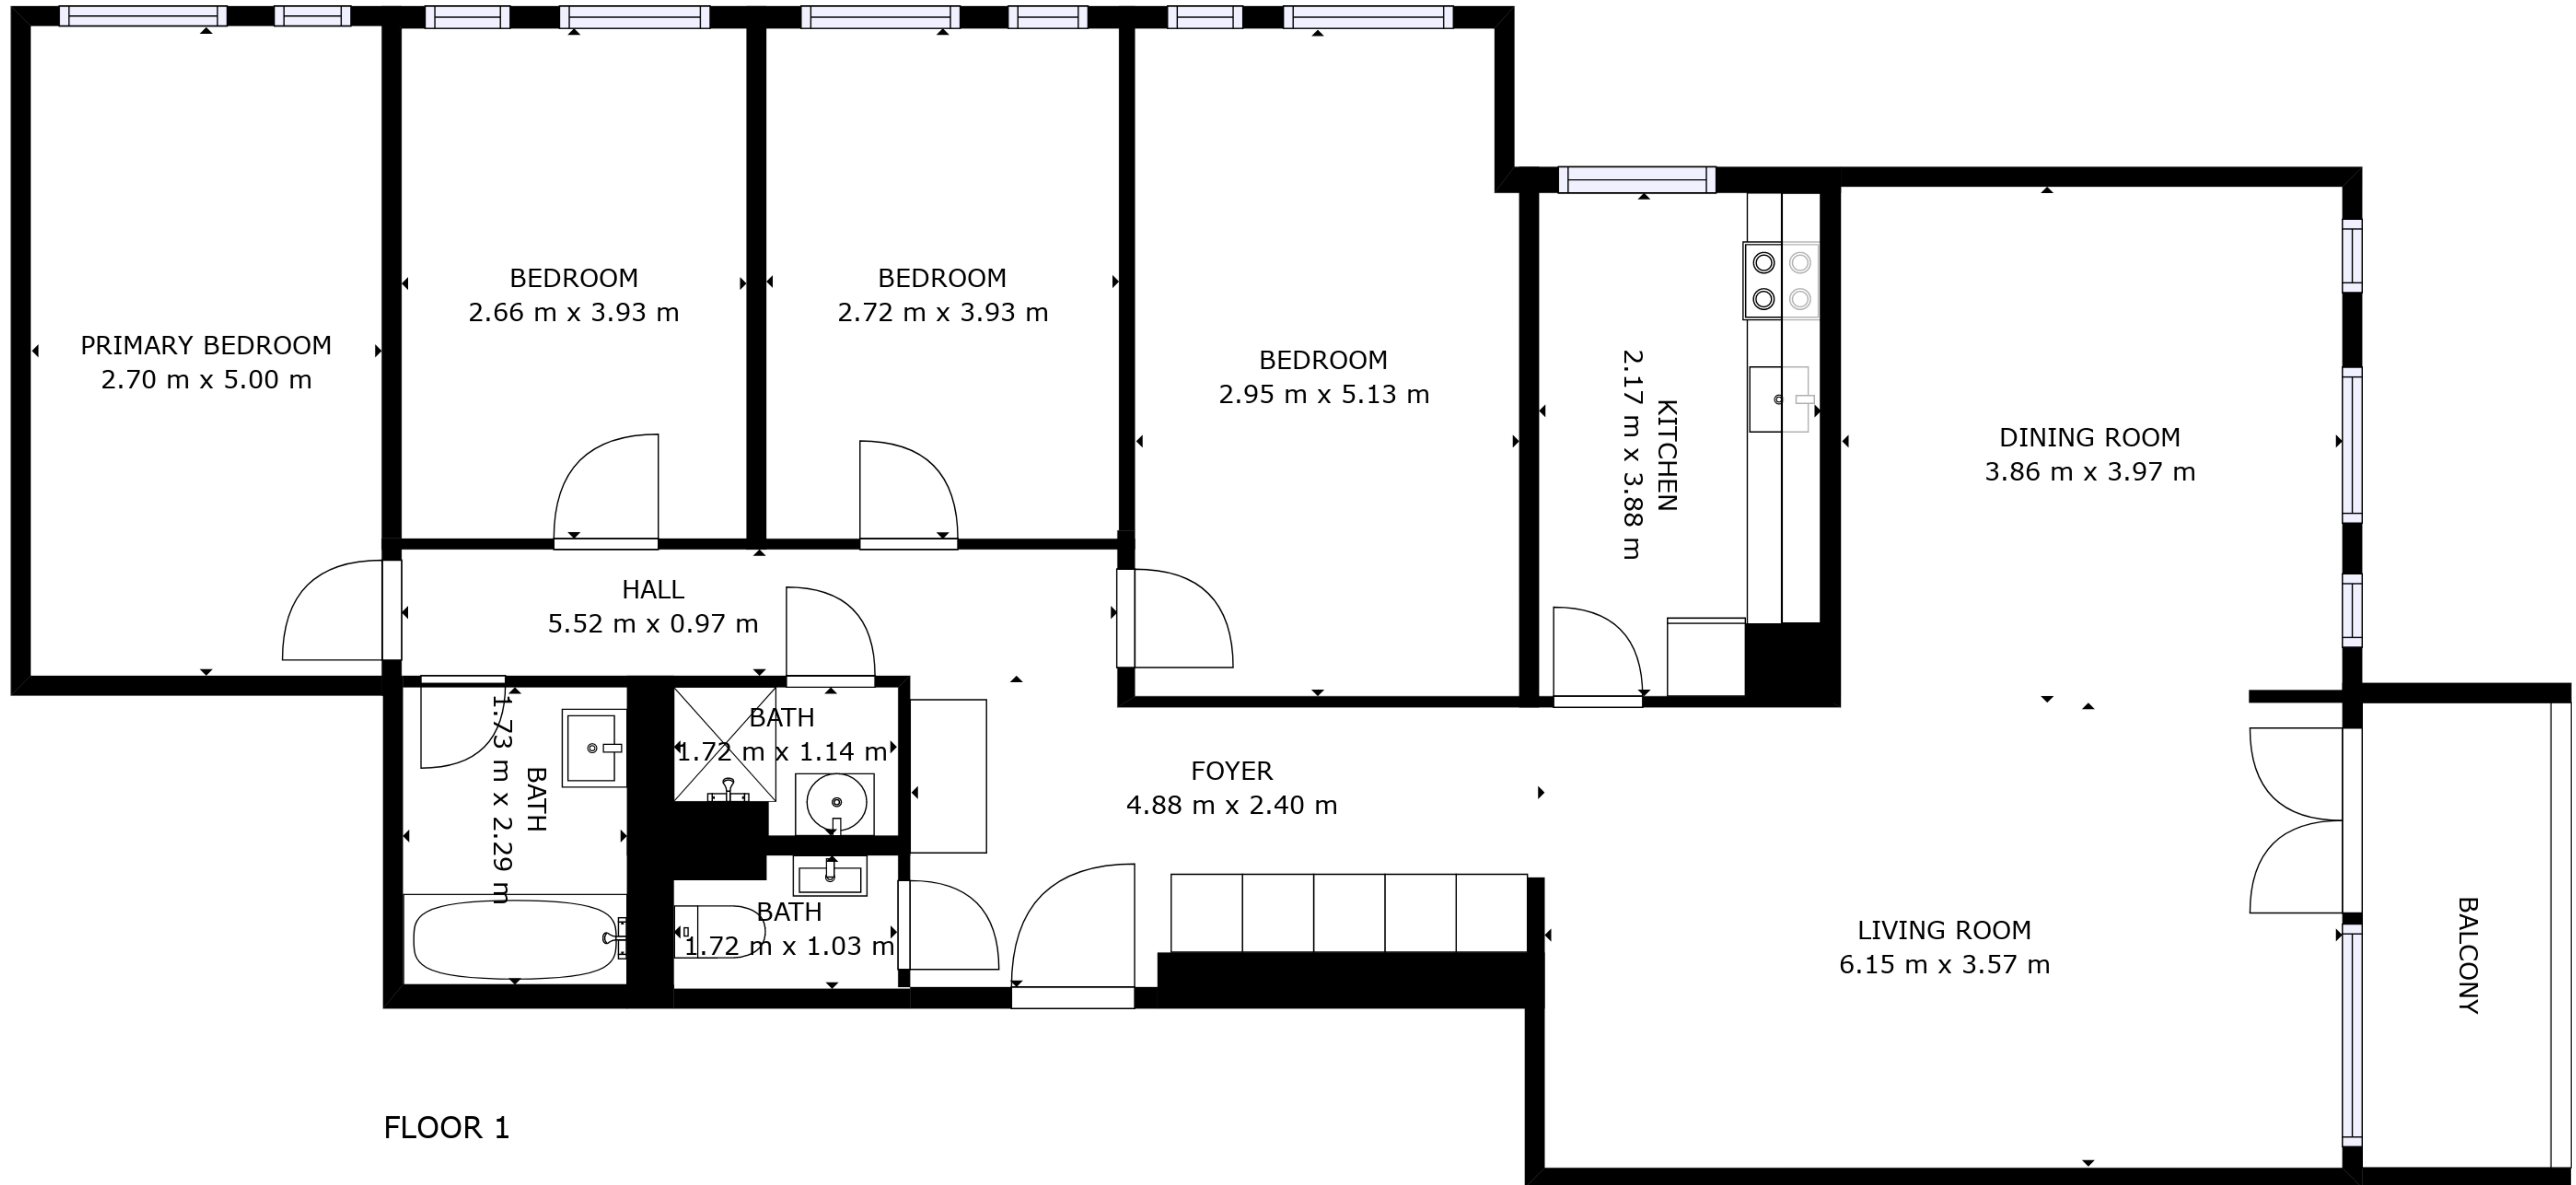 PRIMARY BEDROOM
2.70 m x 5.00 m
BEDROOM
2.66 m x 3.93 m
BEDROOM
2.72 m x 3.93 m
BEDROOM
2.95 m x 5.13 m
KITCHEN
2.17 m x 3.88 m
DINING ROOM
3.86 m x 3.97 m
HALL
5.52 m x 0.97 m
BATH
1.73 m x 2.29 m
BATH
1.72 m x 1.14 m
BATH
1.72 m x 1.03 m
FOYER
4.88 m x 2.40 m
LIVING ROOM
6.15 m x 3.57 m
BALCONY
FLOOR 1